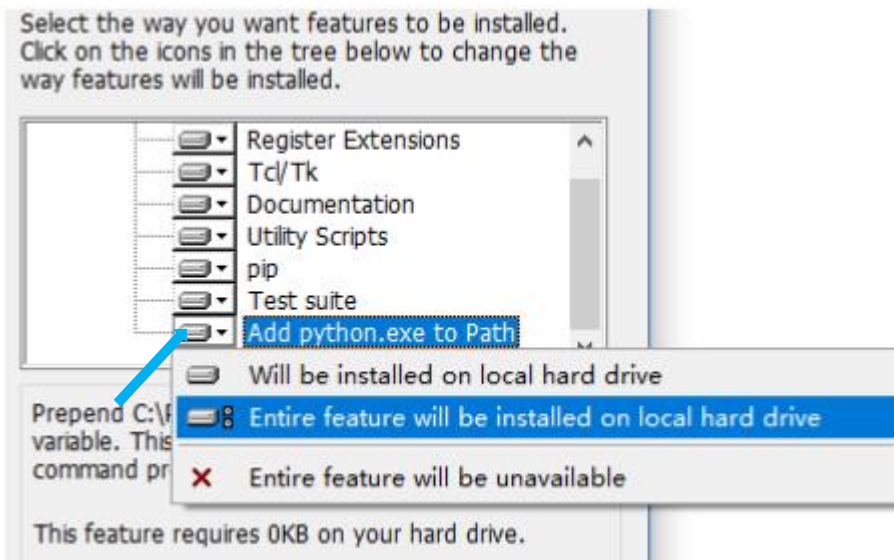 Select the way you want features to be installed.
Click on the icons in the tree below to change the
way features will be installed.
Register Extensions
Tcl/Tk
Documentation
Utility Scripts
pip
Test suite
Add python.exe to Path
Will be installed on local hard drive
Entire feature will be installed on local hard drive
Entire feature will be unavailable
Prepend C:\
variable. This
command pr
This feature requires 0KB on your hard drive.